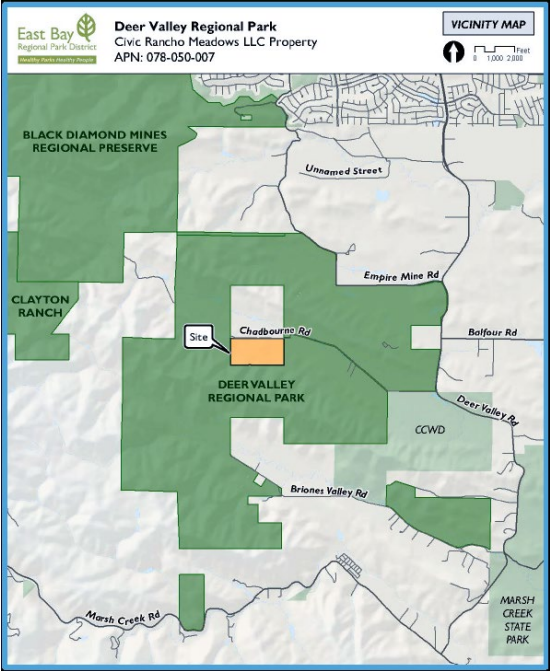 East Bay
Regional Park District
Healthy Parks Healthy People
Deer Valley Regional Park
Civic Rancho Meadows LLC Property
APN: 078-050-007
VICINITY MAP
Feet
0 1,000 2,000
BLACK DIAMOND MINES
REGIONAL PRESERVE
Unnamed Street
Empire Mine Rd
CLAYTON
RANCH
Site
Chadbourne Rd
Balfour Rd
DEER VALLEY
REGIONAL PARK
Deer Valley Rd
CCWD
Briones Valley Rd
Marsh Creek Rd
MARSH
CREEK
STATE
PARK